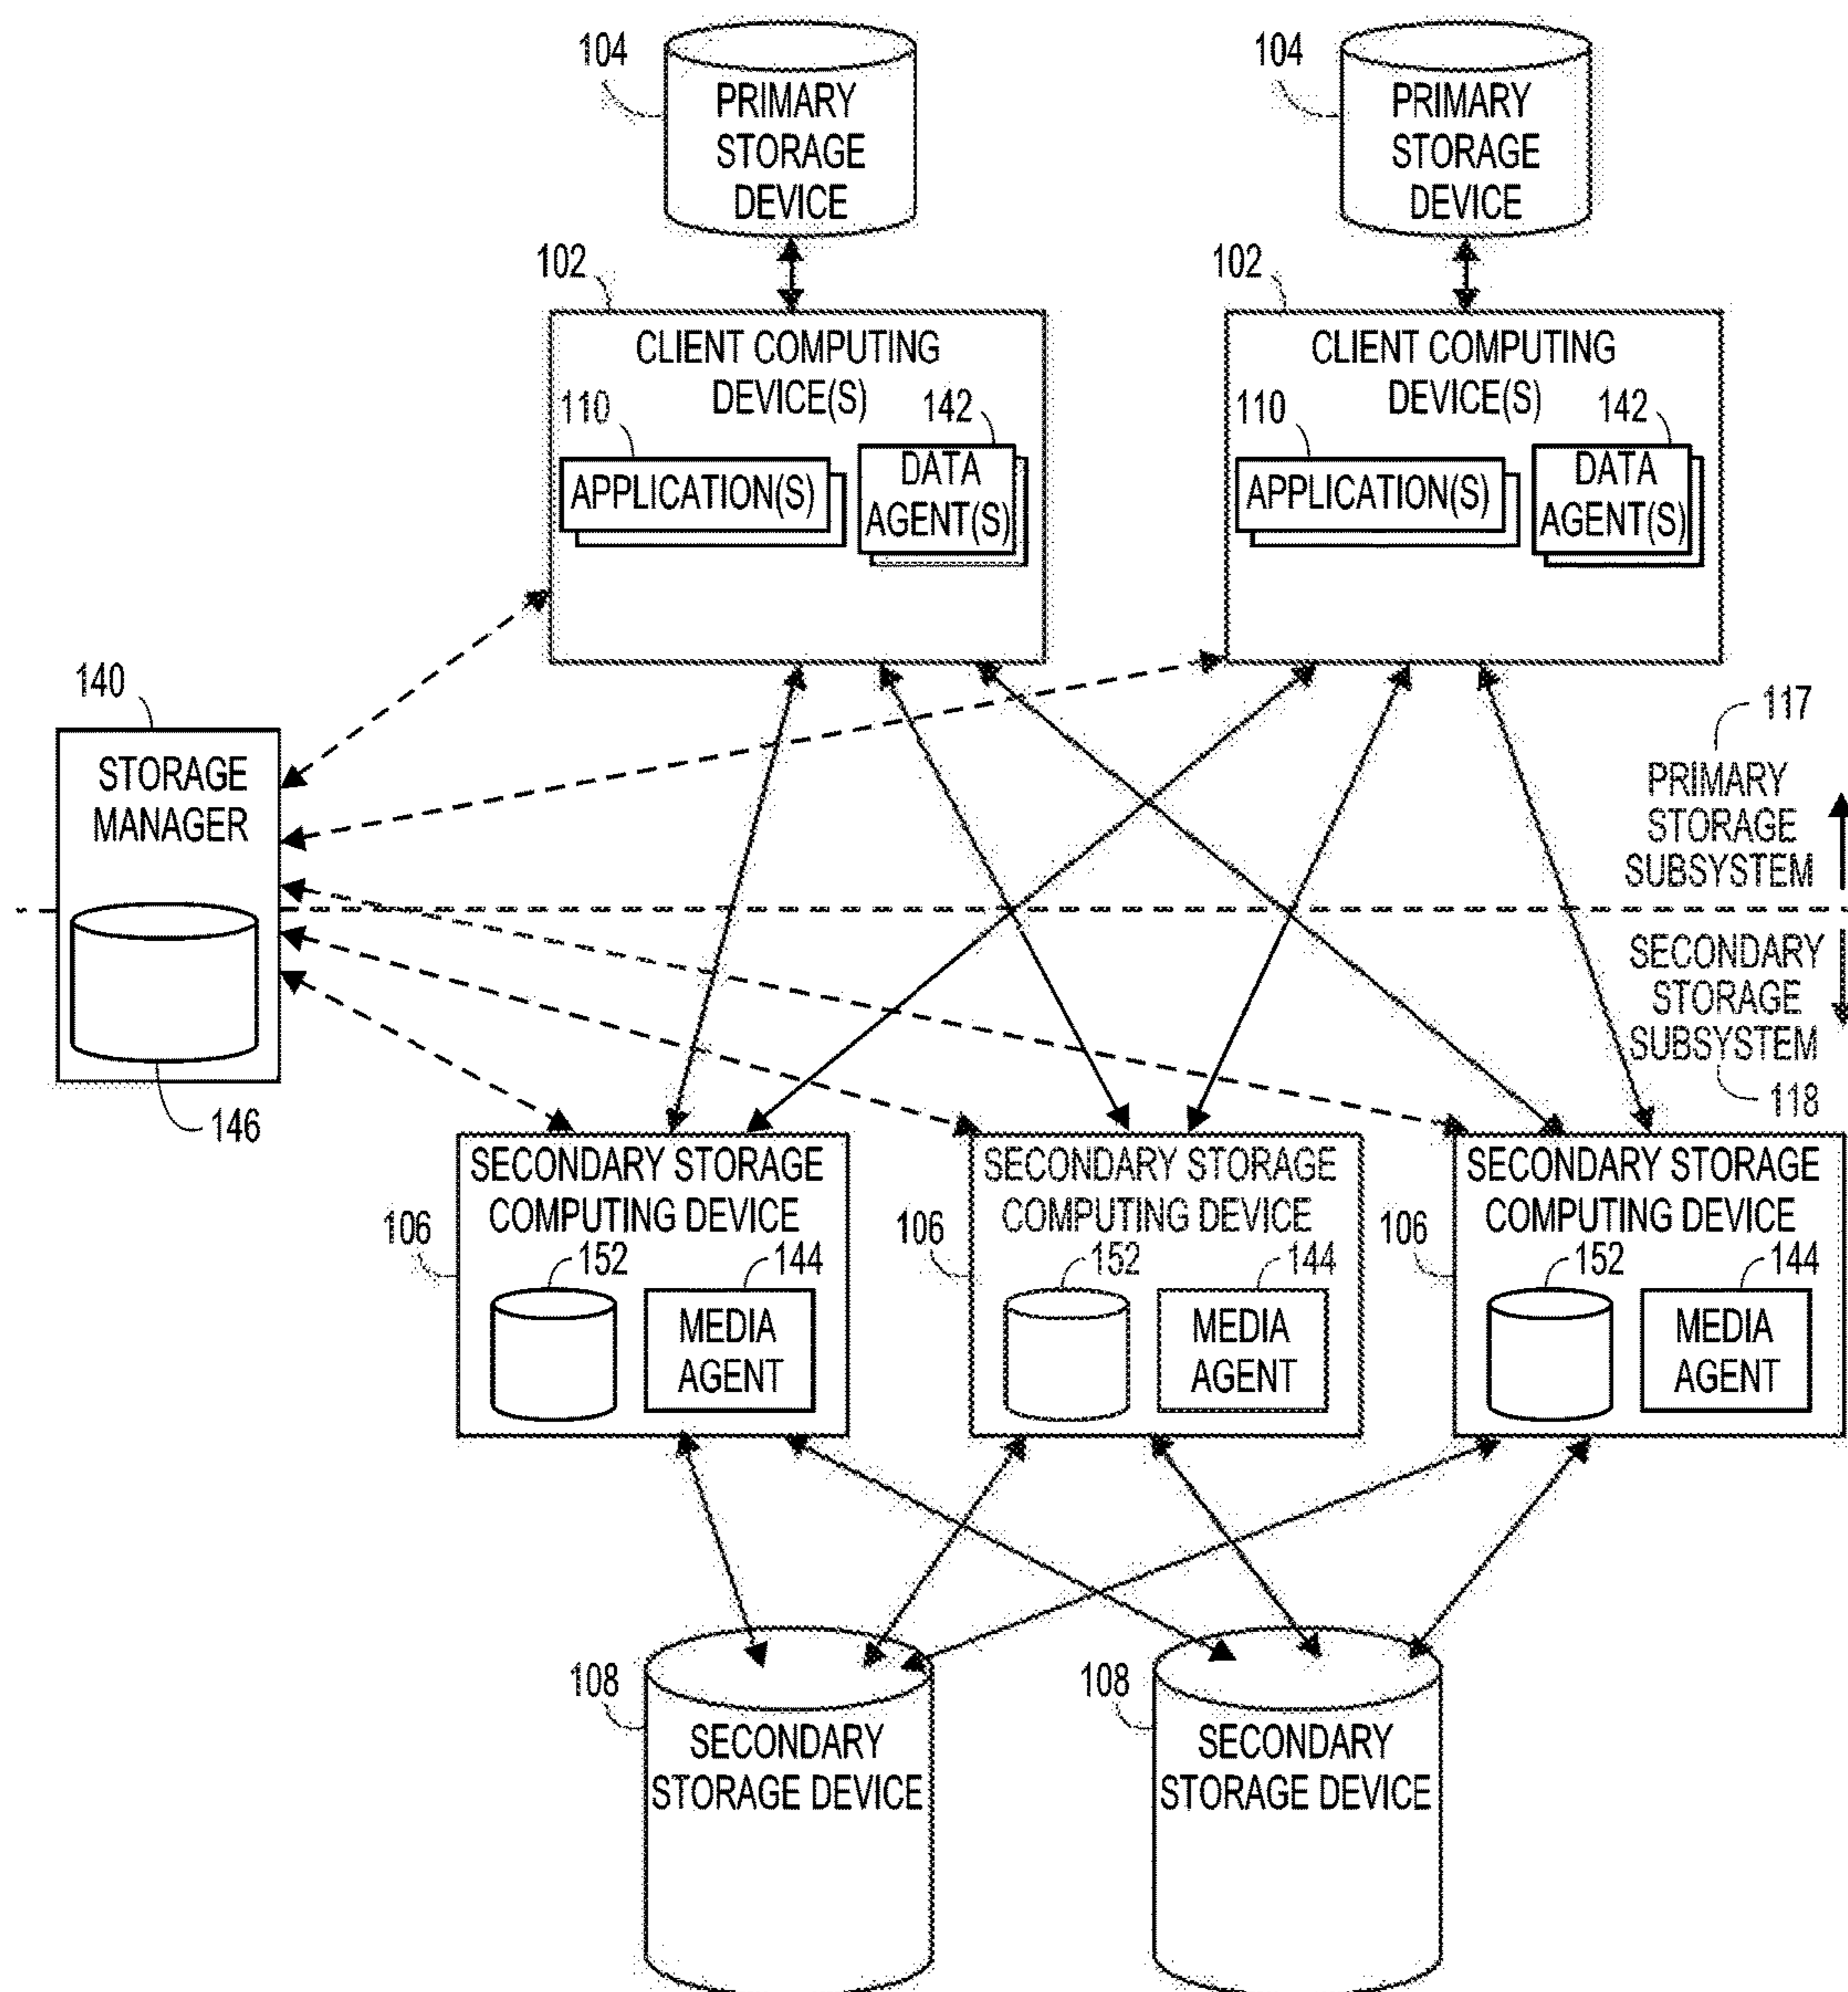 104
PRIMARY
STORAGE
DEVICE
104
PRIMARY
STORAGE
DEVICE
102
CLIENT COMPUTING
DEVICE(S)
110
142
APPLICATION(S)
DATA
AGENT(S)
102
CLIENT COMPUTING
DEVICE(S)
110
142
APPLICATION(S)
DATA
AGENT(S)
140
STORAGE
MANAGER
146
117
PRIMARY
STORAGE
SUBSYSTEM
SECONDARY
STORAGE
SUBSYSTEM
118
106
SECONDARY STORAGE
COMPUTING DEVICE
152
144
MEDIA
AGENT
106
SECONDARY STORAGE
COMPUTING DEVICE
152
144
MEDIA
AGENT
106
SECONDARY STORAGE
COMPUTING DEVICE
152
144
MEDIA
AGENT
108
SECONDARY
STORAGE DEVICE
108
SECONDARY
STORAGE DEVICE